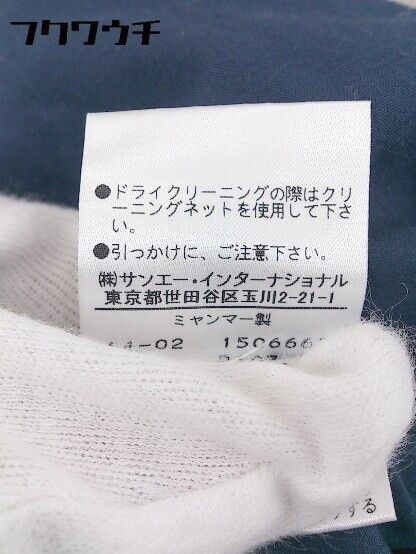 フクワウチ
●ドライクリーニングの際はクリ
ーニングネットを使用して下さ
い。
●引っかけに、ご注意下さい。
㈱サンエー・インターナショナル
東京都世田谷区玉川2-21-1
ミャンマー製
-02 150666
する